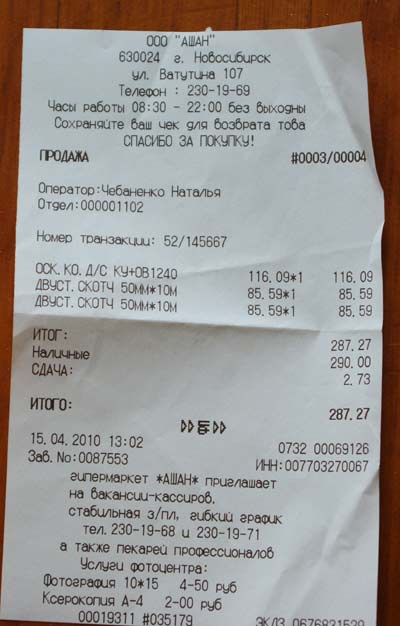 ООО "АШАН"
630024 г. Новосибирск
ул. Ватутина 107
Телефон : 230-19-69
Часы работы 08:30 - 22:00 без выходны
Сохраняйте ваш чек для возврата това
СПАСИБО ЗА ПОКУПКУ!
ПРОДАЖА #0003/00004
Оператор:Чебаненко Наталья
Отдел:000001102
Номер транзакции: 52/145667
ОСК. КО. Д/С КУ+ОВ1240 116.09*1 116.09
ДВУСТ. СКОТЧ 50ММ*10М 85.59*1 85.59
ДВУСТ. СКОТЧ 50ММ*10М 85.59*1 85.59
ИТОГ: 287.27
Наличные 290.00
СДАЧА: 2.73
ИТОГО: 287.27
15.04.2010 13:02 0732 00069126
Зав. No:0087553 ИНН:007703270067
гипермаркет *АШАН* приглашает
на вакансии-кассиров,
стабильная з/пл, гибкий график
тел. 230-19-68 и 230-19-71
а также пекарей профессионалов
Услуги фотоцентра:
Фотография 10*15 4-50 руб
Ксерокопия А-4 2-00 руб
00019311 #035179 ЭКЛЗ 0676831539